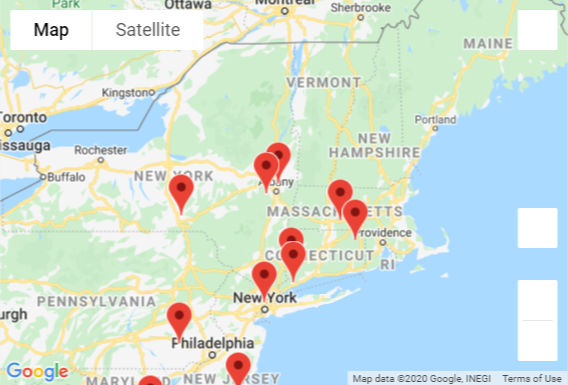 Park
Ottawa
Montreal
Sherbrooke
Map
Satellite
MAINE
VERMONT
Kingston
Portland
Toronto
ssissauga
Rochester
NEW
HAMPSHIRE
Buffalo
NEW YORK
Albany
MASSACHUSETTS
Providence
CONNECTICUT
RI
PENNSYLVANIA
New York
urgh
Philadelphia
Google
MARYLAND
NEW JERSEY
Map data ©2020 Google, INEGI
Terms of Use